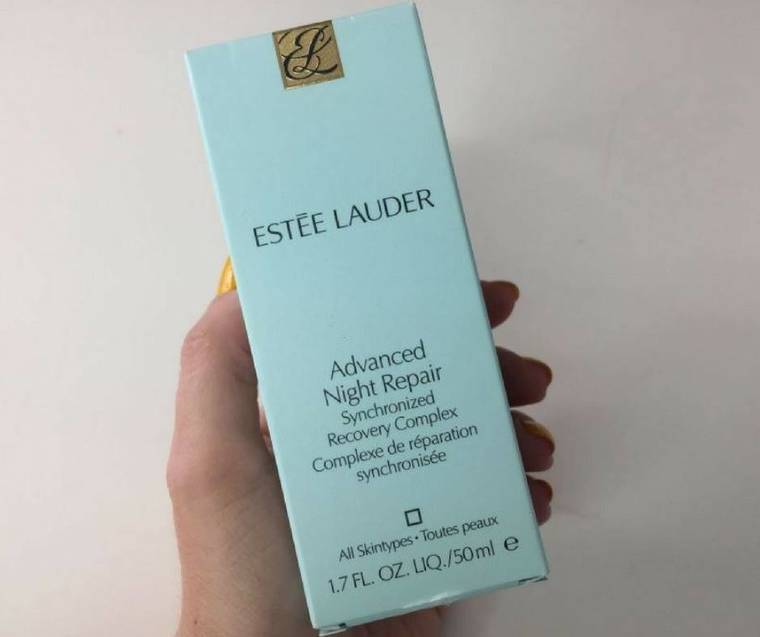 EL
ESTĒE LAUDER
Advanced
Night Repair
Synchronized
Recovery Complex
Complexe de réparation
synchronisée
All Skintypes • Toutes peaux
1.7 FL. OZ. LIQ./50 ml ℮